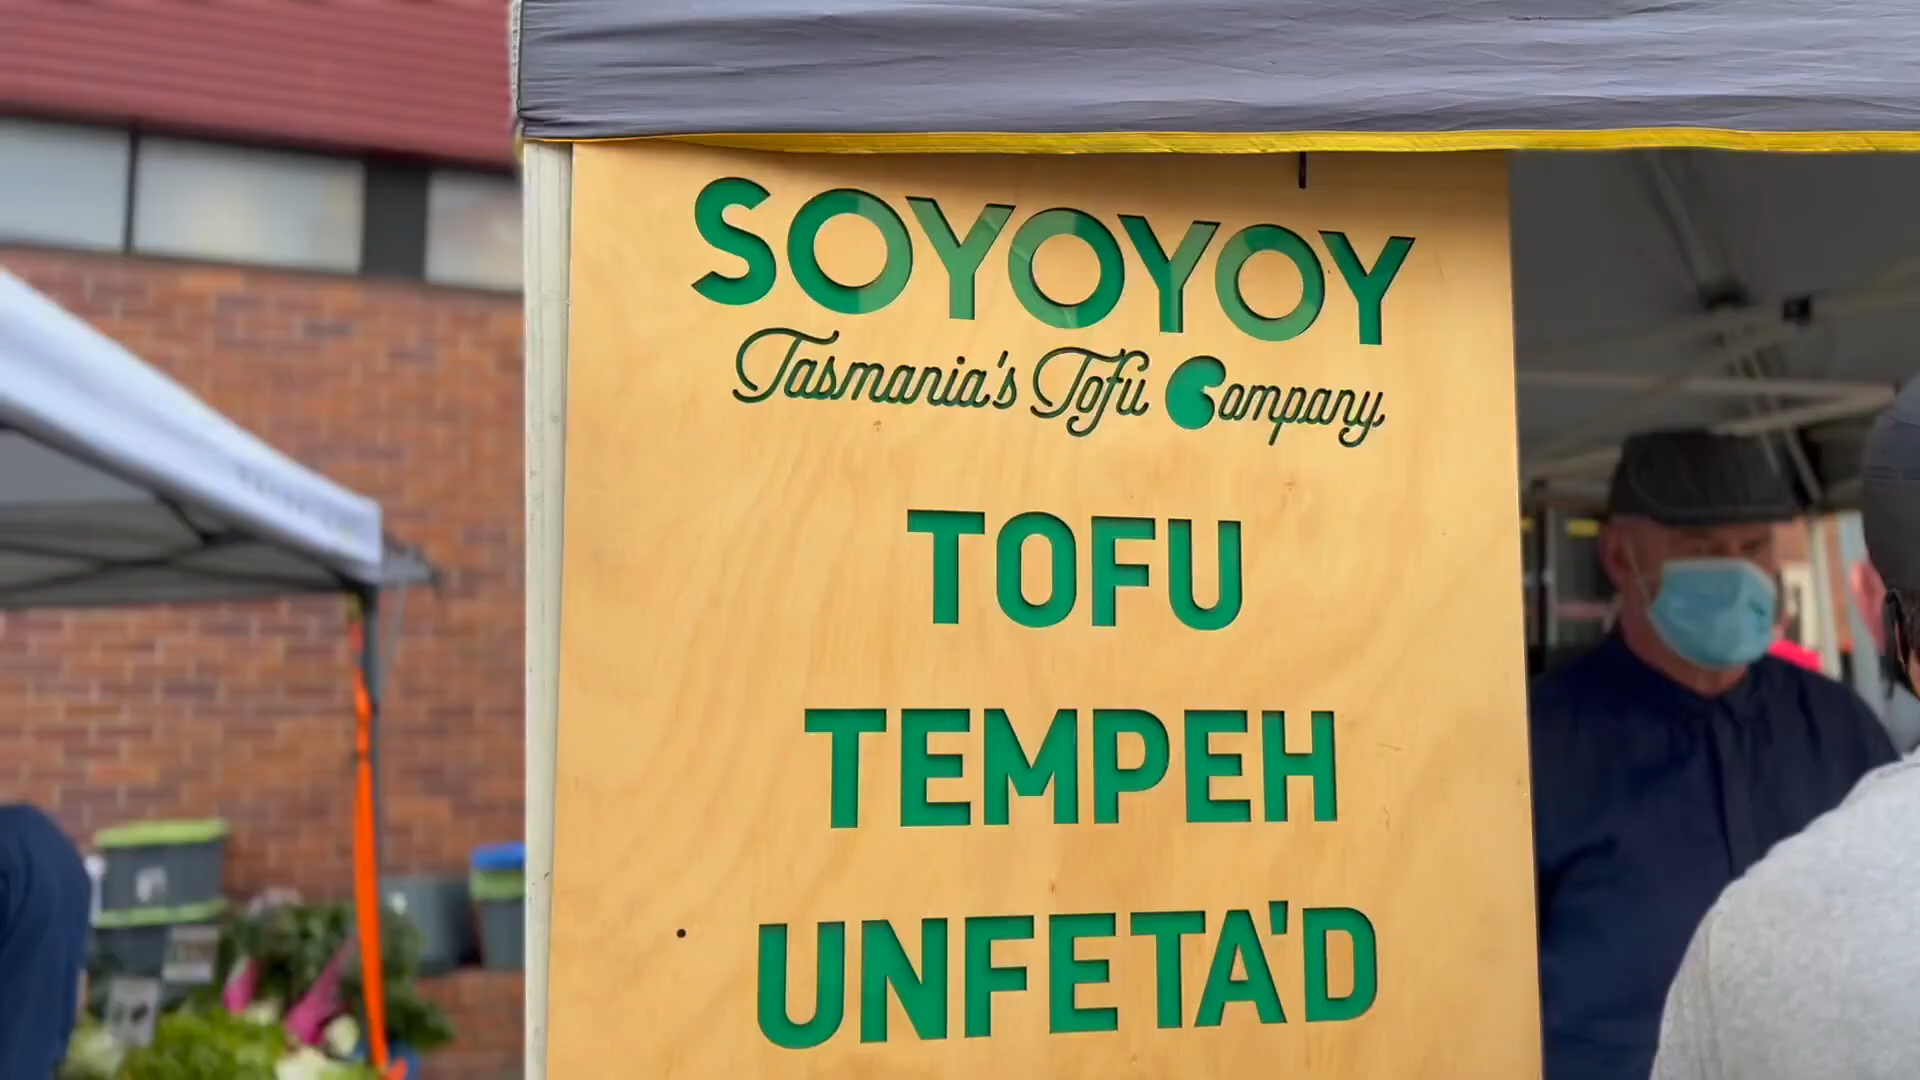 SOYOYOY
Tasmania's Tofu Company
TOFU
TEMPEH
UNFETA'D